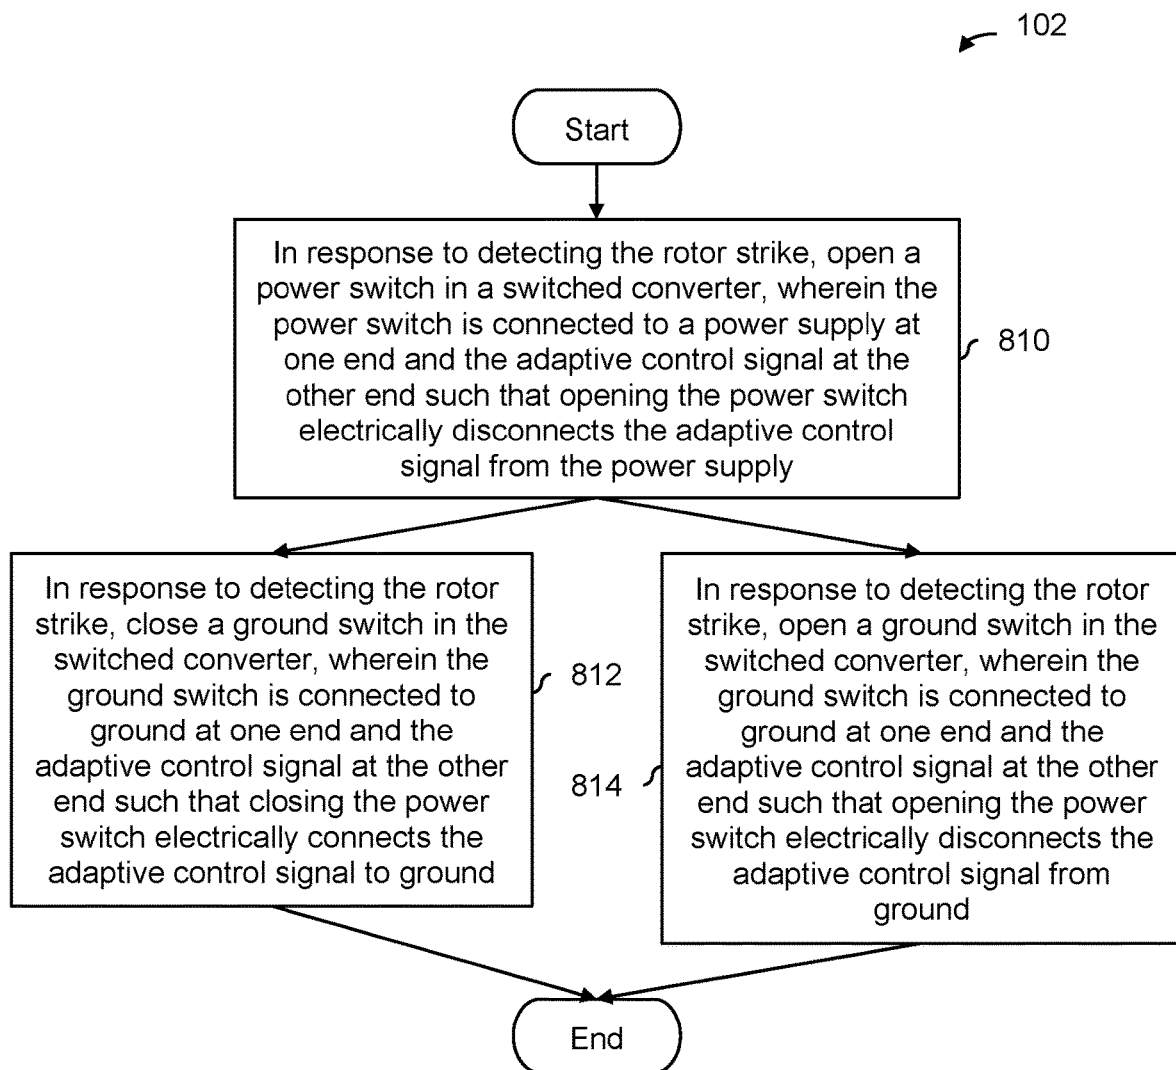 102
Start
In response to detecting the rotor strike, open a
power switch in a switched converter, wherein the
power switch is connected to a power supply at
one end and the adaptive control signal at the
other end such that opening the power switch
electrically disconnects the adaptive control
signal from the power supply
810
In response to detecting the rotor
strike, close a ground switch in the
switched converter, wherein the
ground switch is connected to
ground at one end and the
adaptive control signal at the other
end such that closing the power
switch electrically connects the
adaptive control signal to ground
812
In response to detecting the rotor
strike, open a ground switch in the
switched converter, wherein the
ground switch is connected to
ground at one end and the
adaptive control signal at the other
end such that opening the power
switch electrically disconnects the
adaptive control signal from
ground
814
End